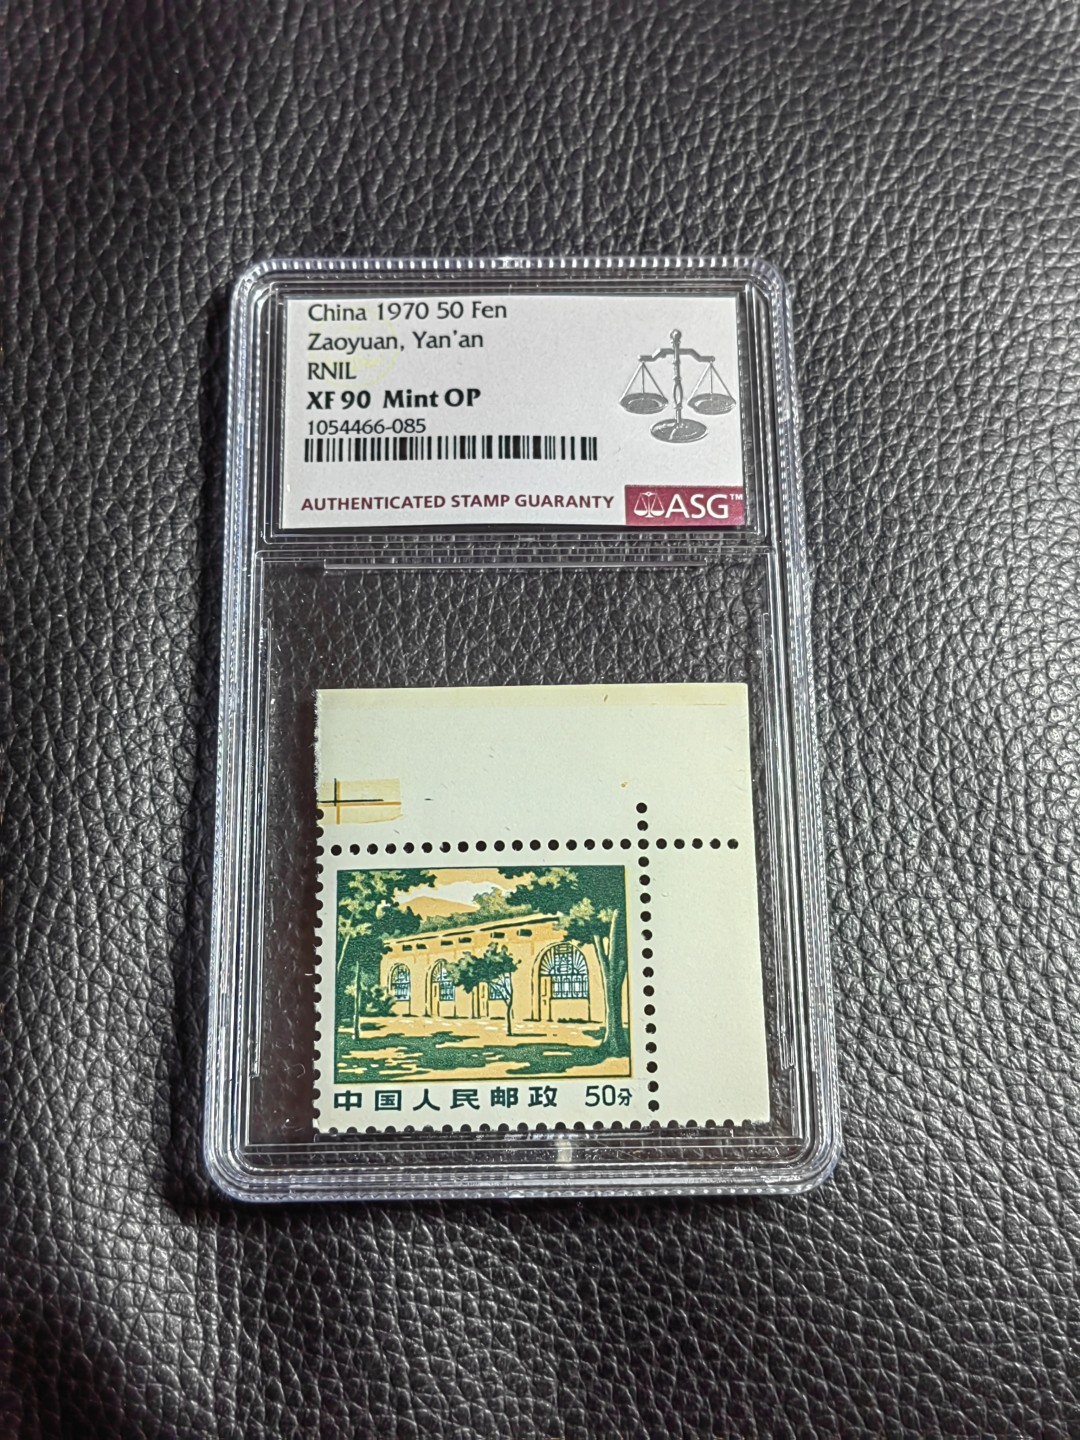 China 1970 50 Fen
Zaoyuan, Yan'an
RNIL
XF 90 Mint OP
1054466-085
AUTHENTICATED STAMP GUARANTY
ASG™
中国人民邮政 50分